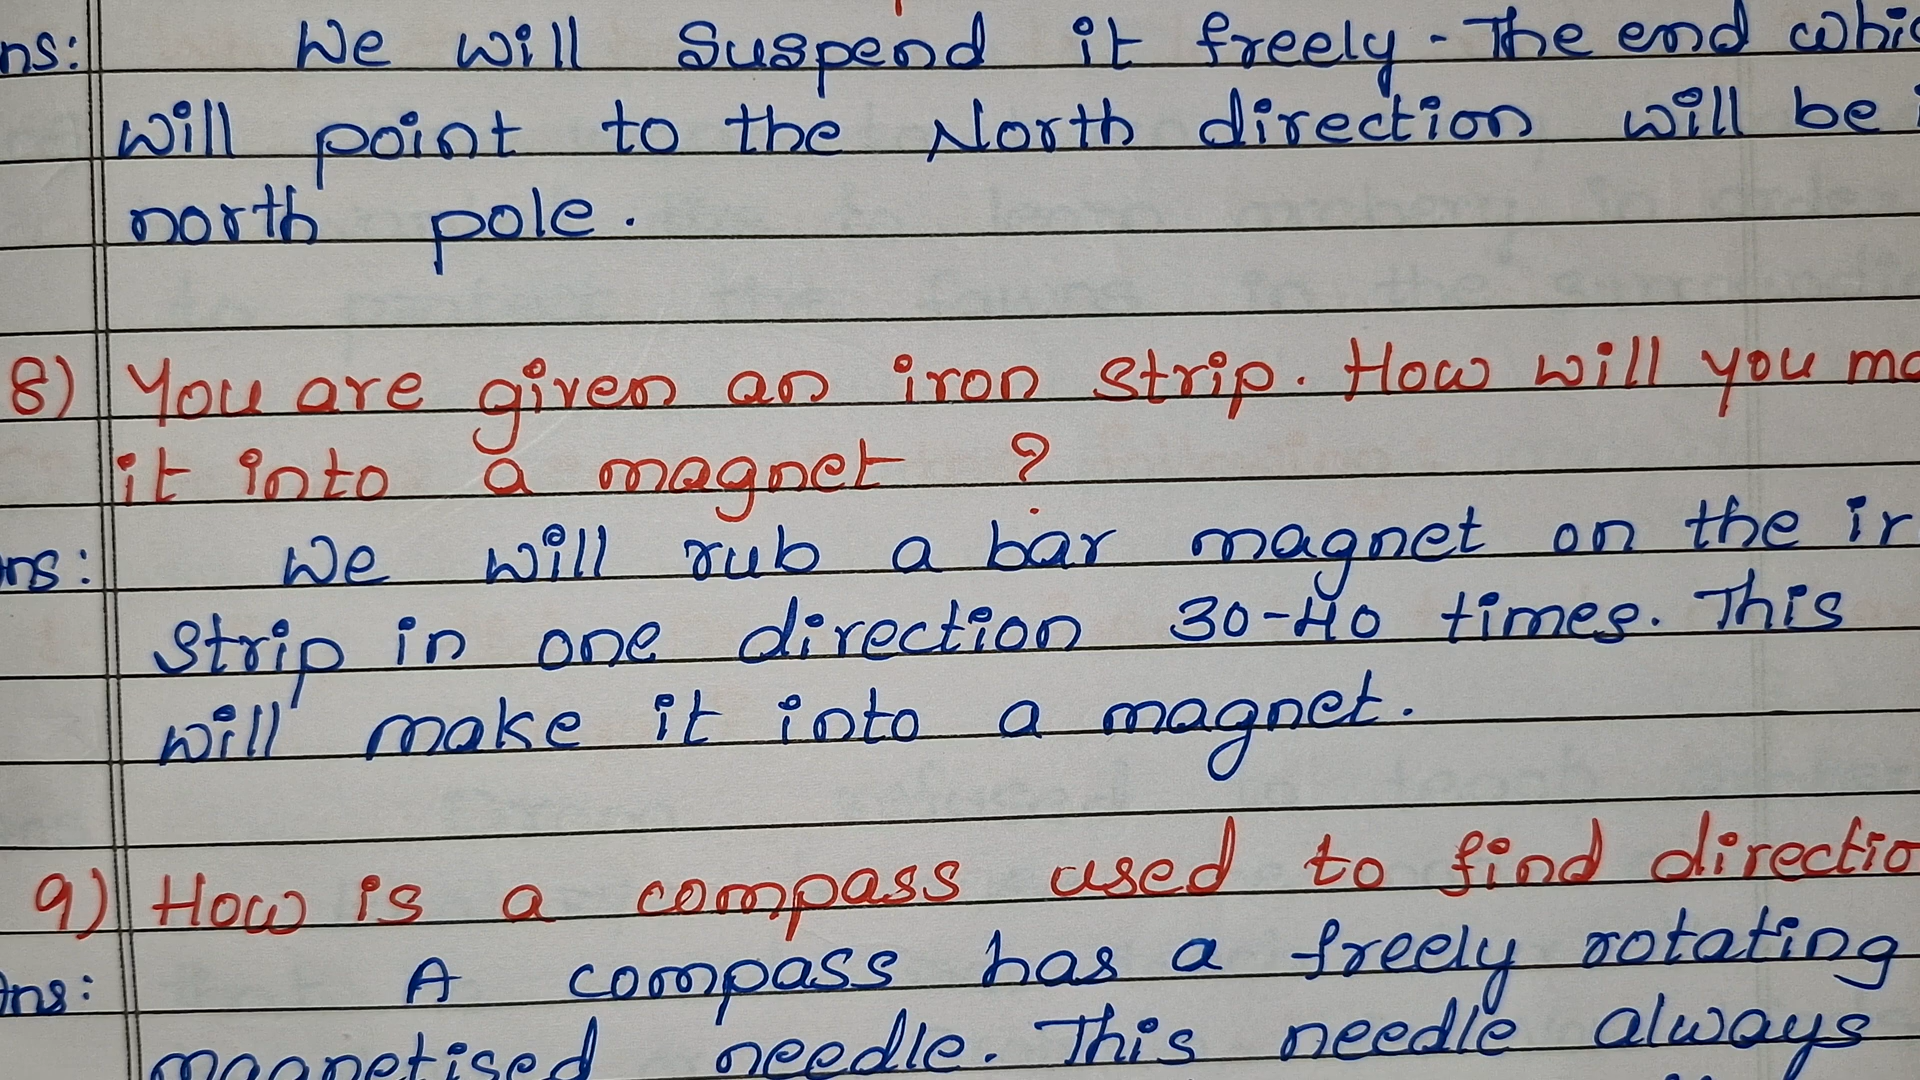 ns: We will Suspend it freely - The end whic
will point to the North direction will be i
north pole.
8) You are given an iron strip. How will you ma
it into a magnet ?
ns: We will rub a bar magnet on the ir
strip in one direction 30-40 times. This
will make it into a magnet.
9) How is a compass used to find directio
Ans: A compass has a freely rotating
magnetised needle. This needle always